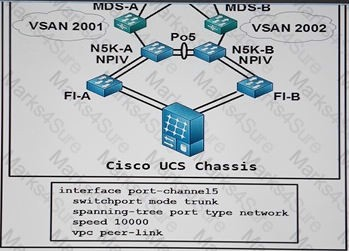 MDS-A MDS-B
VSAN 2001 VSAN 2002
Po5
N5K-A N5K-B
NPIV NPIV
FI-A FI-B
Cisco UCS Chassis
interface port-channel5
switchport mode trunk
spanning-tree port type network
speed 10000
vpc peer-link
Marks4Sure